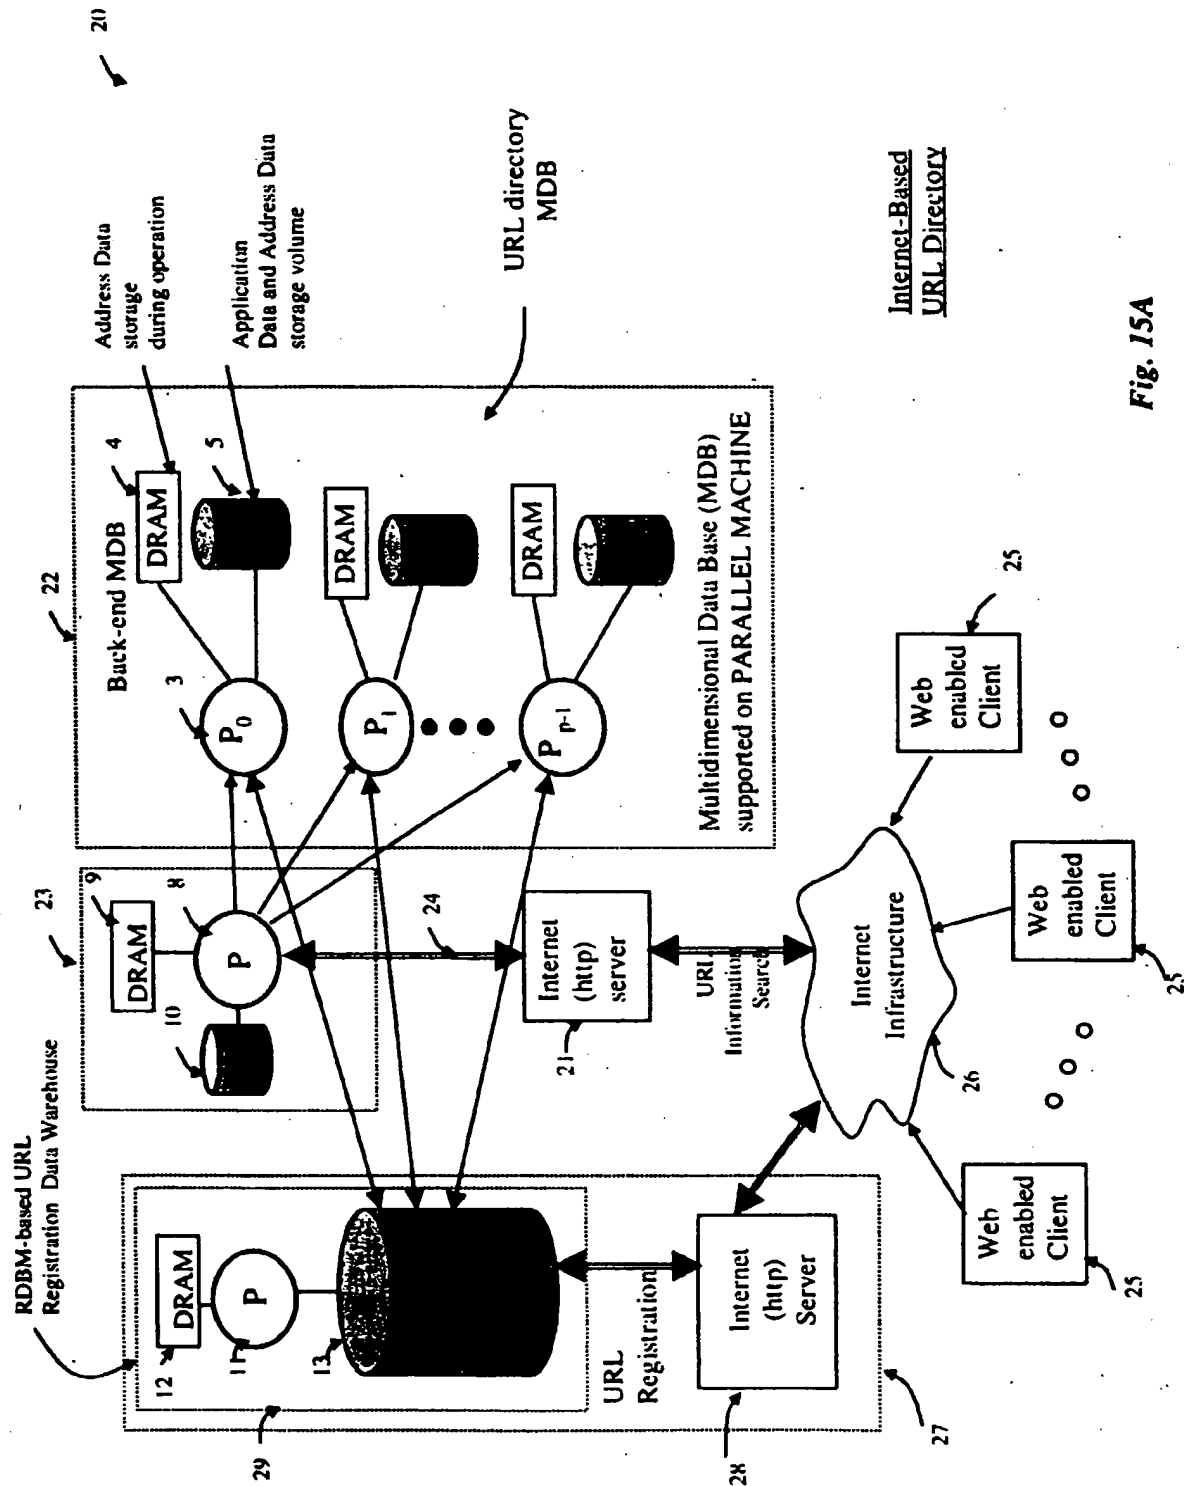 20
RDBM-based URL
Registration Data Warehouse
23
22
Address Data
storage
during operation
Application
Data and Address Data
storage volume
12
DRAM
11
P
13
29
DRAM
9
10
P
8
Back-end MDB
3
P0
DRAM
4
5
P1
DRAM
Pp-1
DRAM
URL directory
MDB
Multidimensional Data Base (MDB)
supported on PARALLEL MACHINE
24
URL
Registration
Internet
(http)
server
21
URL
Information
Search
28
Internet
(http)
Server
27
Internet
Infrastructure
26
Web
enabled
Client
25
Web
enabled
Client
25
Web
enabled
Client
25
Internet-Based
URL Directory
Fig. 15A